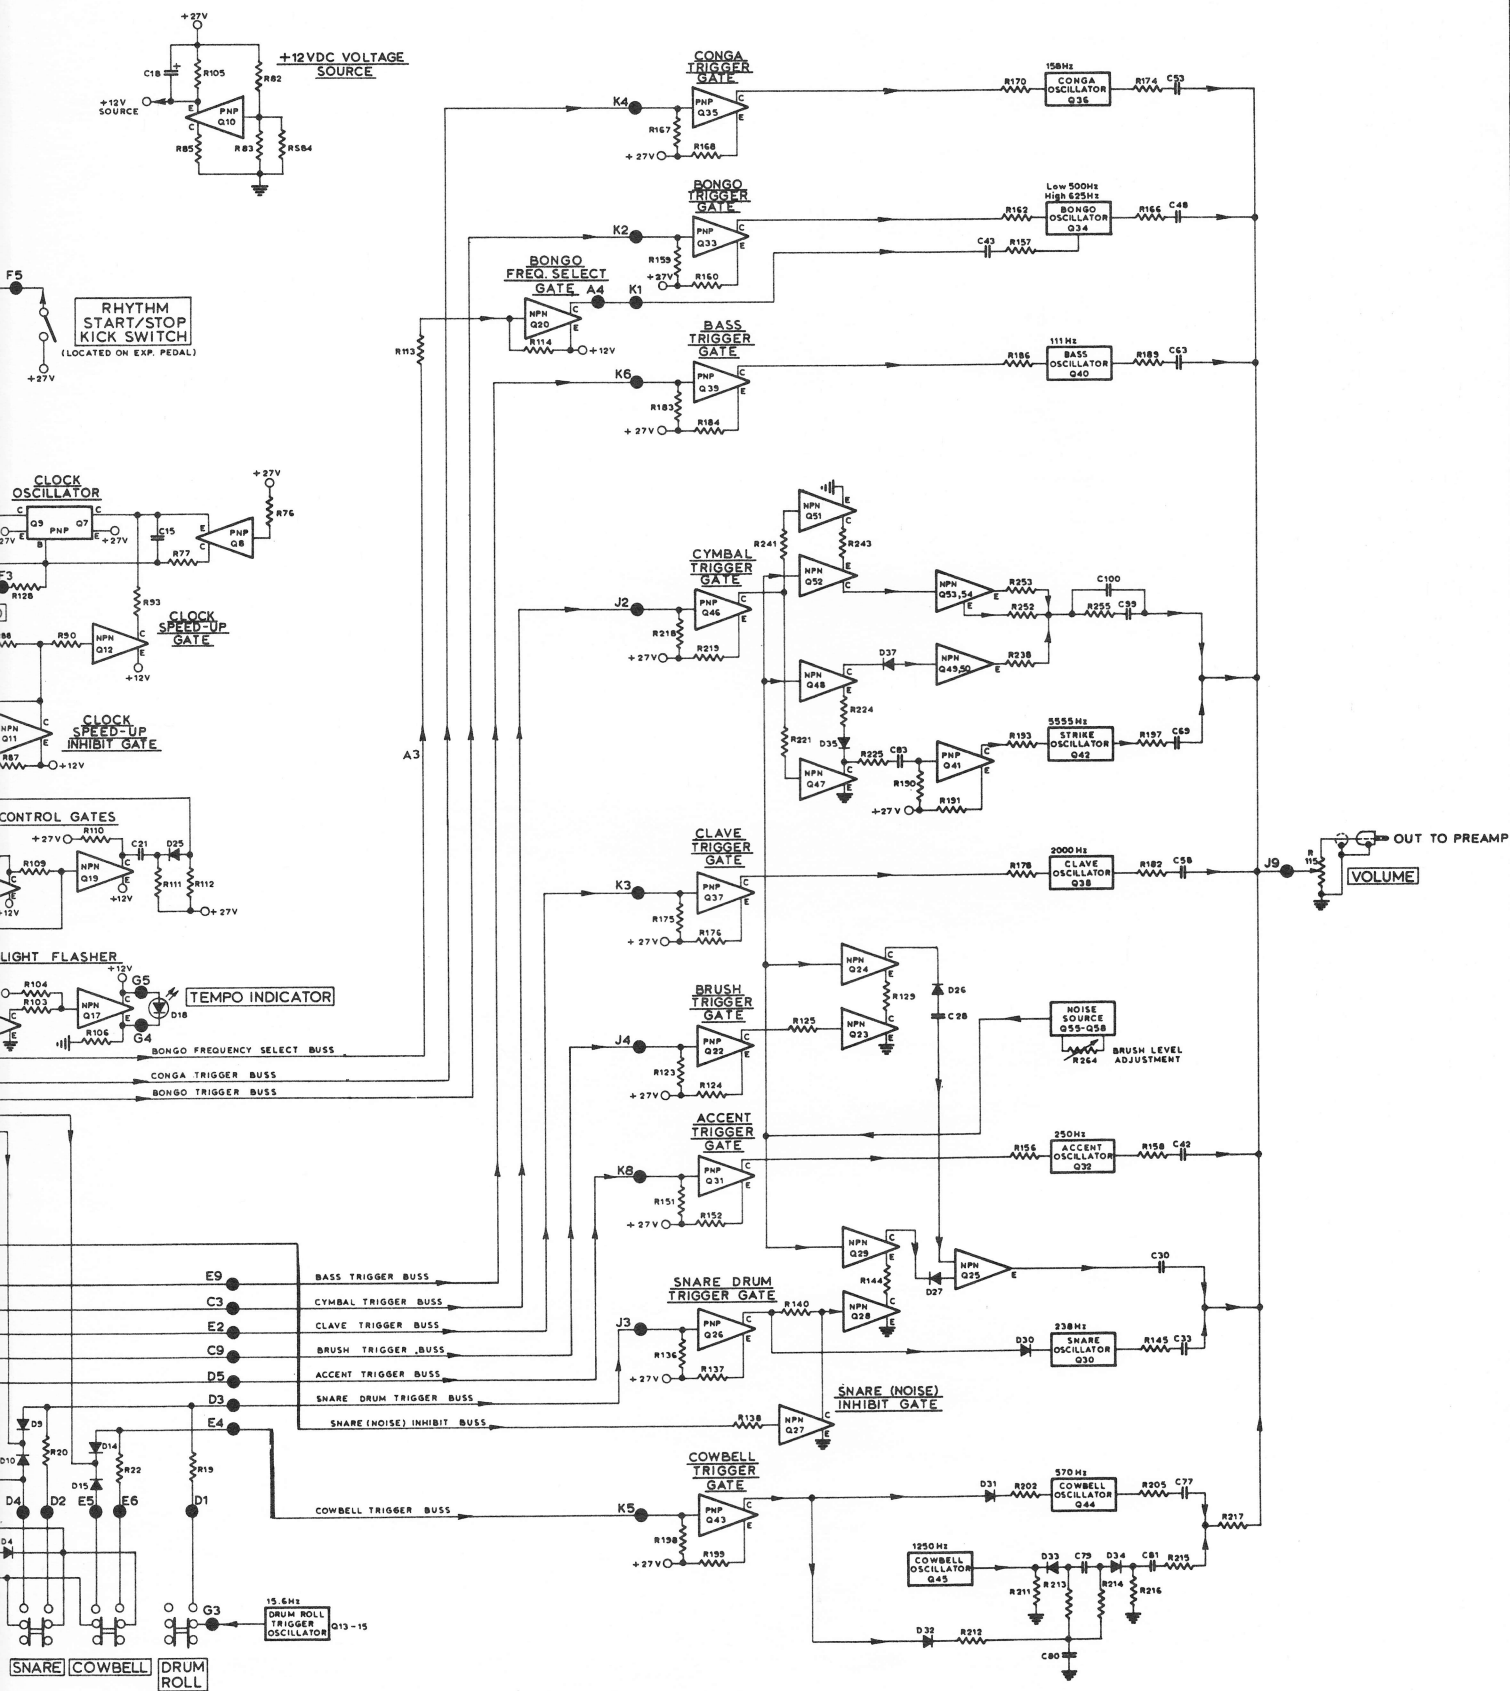 +27V
+12VDC VOLTAGE
SOURCE
C18
+
R105
R82
+12V
SOURCE
E
PNP
Q10
C
R85
R83
RS84
F5
RHYTHM
START/STOP
KICK SWITCH
(LOCATED ON EXP. PEDAL)
+27V
CLOCK
OSCILLATOR
C
Q9
Q7
C
E
PNP
E
27V
B
+27V
C15
R77
E
PNP
Q8
C
+27V
R76
F3
R128
R93
CLOCK
SPEED-UP
GATE
R90
NPN
Q12
C
E
+12V
CLOCK
SPEED-UP
INHIBIT GATE
NPN
Q11
C
E
R87
+12V
CONTROL GATES
+27V
R110
R109
NPN
Q19
C
E
+12V
C21
D25
R111
R112
+27V
C
E
+12V
LIGHT FLASHER
+12V
R104
R103
NPN
Q17
C
E
R106
G5
G4
D18
TEMPO INDICATOR
C
E
BONGO FREQUENCY SELECT BUSS
CONGA TRIGGER BUSS
BONGO TRIGGER BUSS
E9
BASS TRIGGER BUSS
C3
CYMBAL TRIGGER BUSS
E2
CLAVE TRIGGER BUSS
C9
BRUSH TRIGGER BUSS
D5
ACCENT TRIGGER BUSS
D3
SNARE DRUM TRIGGER BUSS
E4
SNARE (NOISE) INHIBIT BUSS
COWBELL TRIGGER BUSS
D9
R20
D10
D14
D15
R22
R19
D4
D2
E5
E6
D1
D4
G3
15.6Hz
DRUM ROLL
TRIGGER
OSCILLATOR
Q13-15
SNARE
COWBELL
DRUM
ROLL
A3
R113
CONGA
TRIGGER
GATE
K4
PNP
Q35
C
E
R167
R168
+27V
R170
158Hz
CONGA
OSCILLATOR
Q36
R174
C53
BONGO
TRIGGER
GATE
K2
PNP
Q33
C
E
R159
R160
+27V
R162
Low 500Hz
High 625Hz
BONGO
OSCILLATOR
Q34
R166
C48
C43
R157
BONGO
FREQ. SELECT
GATE
A4
K1
NPN
Q20
C
E
R114
+12V
BASS
TRIGGER
GATE
K6
PNP
Q39
C
E
R183
R184
+27V
R186
111Hz
BASS
OSCILLATOR
Q40
R189
C63
CYMBAL
TRIGGER
GATE
J2
PNP
Q46
C
E
R218
R219
+27V
NPN
Q51
E
C
R241
R243
NPN
Q52
C
E
NPN
Q53,54
E
R253
R252
C100
R255
C99
NPN
Q48
C
E
D37
NPN
Q49,50
E
R238
R224
D35
R221
NPN
Q47
C
E
R225
C83
R190
PNP
Q41
C
E
R191
+27V
R193
5555Hz
STRIKE
OSCILLATOR
Q42
R197
C69
CLAVE
TRIGGER
GATE
K3
PNP
Q37
C
E
R175
R176
+27V
R178
2000Hz
CLAVE
OSCILLATOR
Q38
R182
C58
J9
R
115
OUT TO PREAMP
VOLUME
BRUSH
TRIGGER
GATE
J4
PNP
Q22
C
E
R123
R124
+27V
R125
NPN
Q24
C
E
R129
NPN
Q23
C
E
D26
C28
NOISE
SOURCE
Q55-Q58
R264
BRUSH LEVEL
ADJUSTMENT
ACCENT
TRIGGER
GATE
K8
PNP
Q31
C
E
R151
R152
+27V
R156
250Hz
ACCENT
OSCILLATOR
Q32
R158
C42
NPN
Q29
C
E
R144
NPN
Q28
C
E
D27
NPN
Q25
E
C30
SNARE DRUM
TRIGGER GATE
J3
PNP
Q26
C
E
R136
R137
+27V
R140
D30
238Hz
SNARE
OSCILLATOR
Q30
R145
C33
SNARE (NOISE)
INHIBIT GATE
R138
NPN
Q27
C
E
COWBELL
TRIGGER
GATE
K5
PNP
Q43
C
E
R198
R199
+27V
D31
R202
570Hz
COWBELL
OSCILLATOR
Q44
R205
C77
R217
1250Hz
COWBELL
OSCILLATOR
Q45
D33
C79
D34
C81
R215
R211
R213
R214
R216
D32
R212
C80